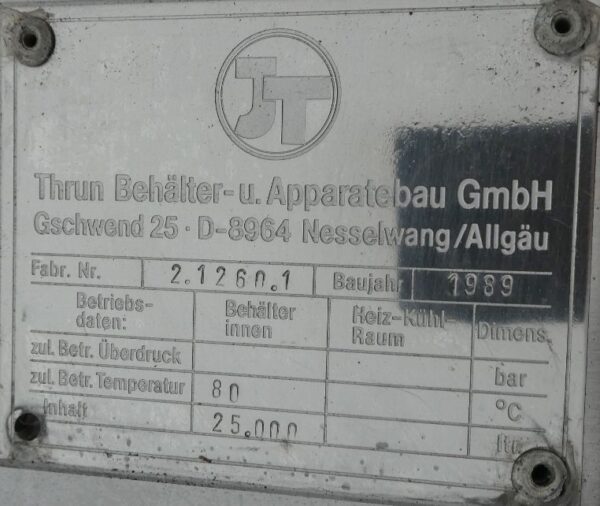 JT
Thrun Behälter- u. Apparatebau GmbH
Gschwend 25 · D-8964 Nesselwang/Allgäu
Fabr. Nr. 2.1260.1 Baujahr 1989
Betriebs- Behälter Heiz-Kühl- Dimens.
daten: innen Raum
zul. Betr. Überdruck bar
zul. Betr. Temperatur 80 °C
Inhalt 25.000 ltr.